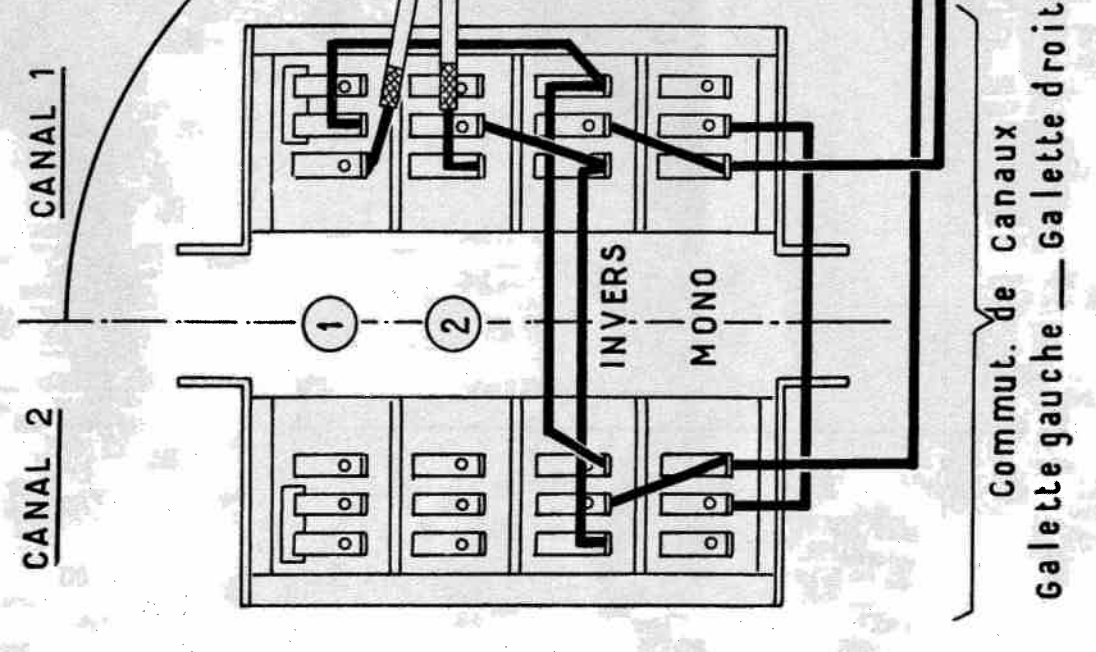 CANAL 1
CANAL 2
1
2
INVERS
MONO
Commut. de Canaux
Galette gauche — Galette droit